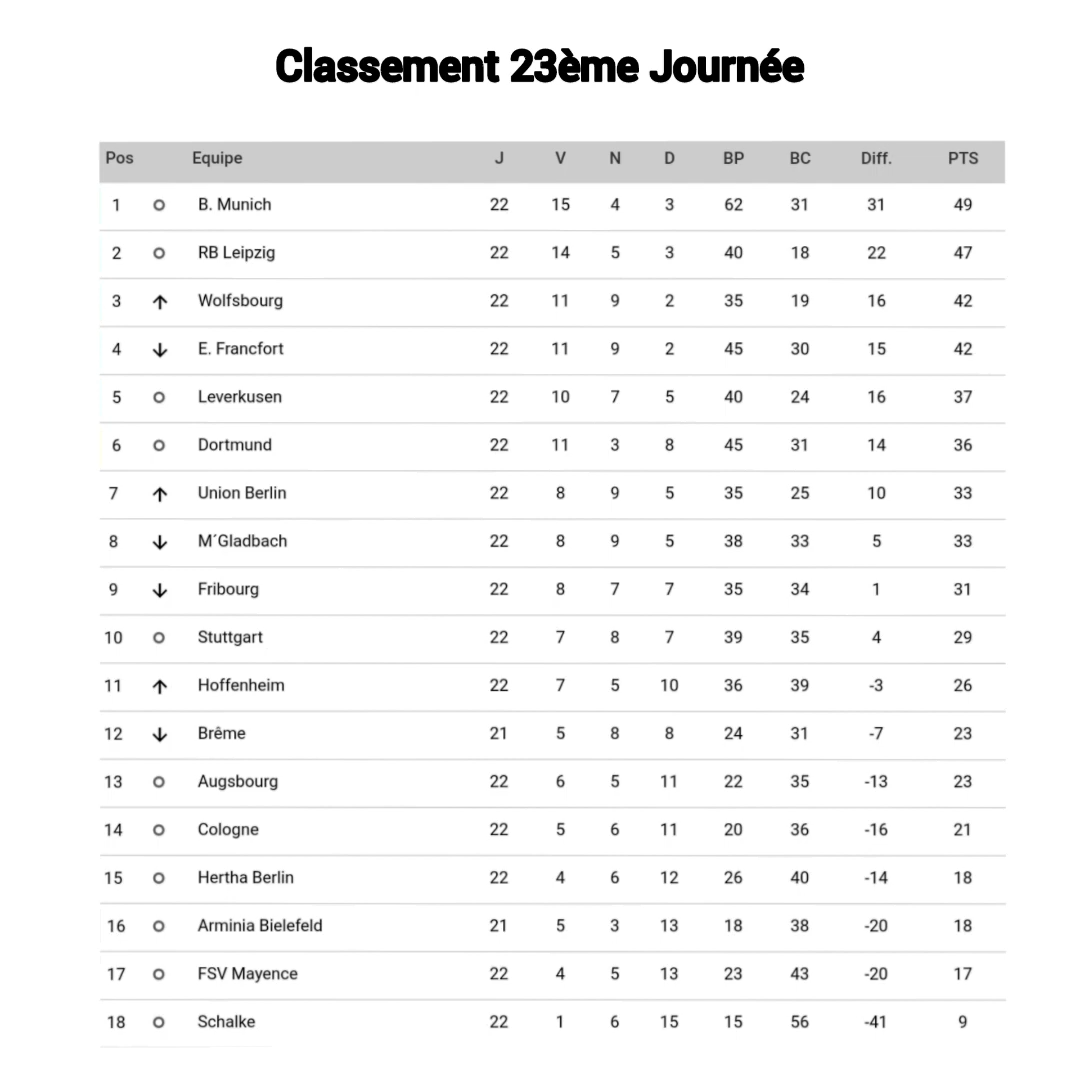 Classement 23ème Journée
Pos Equipe J V N D BP BC Diff. PTS
1 B. Munich 22 15 4 3 62 31 31 49
2 RB Leipzig 22 14 5 3 40 18 22 47
3 Wolfsbourg 22 11 9 2 35 19 16 42
4 E. Francfort 22 11 9 2 45 30 15 42
5 Leverkusen 22 10 7 5 40 24 16 37
6 Dortmund 22 11 3 8 45 31 14 36
7 Union Berlin 22 8 9 5 35 25 10 33
8 M´Gladbach 22 8 9 5 38 33 5 33
9 Fribourg 22 8 7 7 35 34 1 31
10 Stuttgart 22 7 8 7 39 35 4 29
11 Hoffenheim 22 7 5 10 36 39 -3 26
12 Brême 21 5 8 8 24 31 -7 23
13 Augsbourg 22 6 5 11 22 35 -13 23
14 Cologne 22 5 6 11 20 36 -16 21
15 Hertha Berlin 22 4 6 12 26 40 -14 18
16 Arminia Bielefeld 21 5 3 13 18 38 -20 18
17 FSV Mayence 22 4 5 13 23 43 -20 17
18 Schalke 22 1 6 15 15 56 -41 9